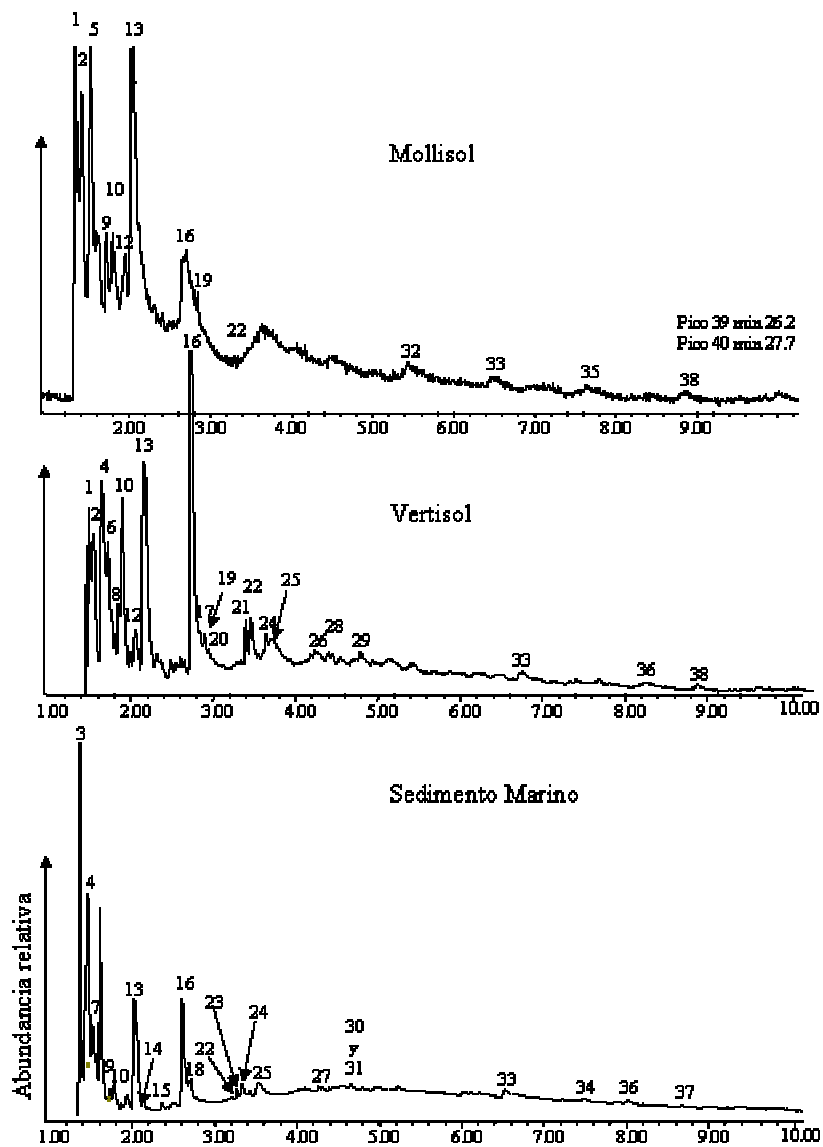 1 5 13
2
Mollisol
10
9 12 16
19
22
Pico 39 min 26.2
Pico 40 min 27.7
32 33 35 38
2.00 3.00 4.00 5.00 6.00 7.00 8.00 9.00
16
13
4
1 10
2
6
Vertisol
8
12
19
7
20
21
22
24
25
26
28
29
33 36 38
1.00 2.00 3.00 4.00 5.00 6.00 7.00 8.00 9.00 10.00
3
Sedimento Marino
Abundancia relativa
4
7
9
10
13
14
15
16
18
22
23
24
25
27
30
y
31
33 34 36 37
1.00 2.00 3.00 4.00 5.00 6.00 7.00 8.00 9.00 10.00